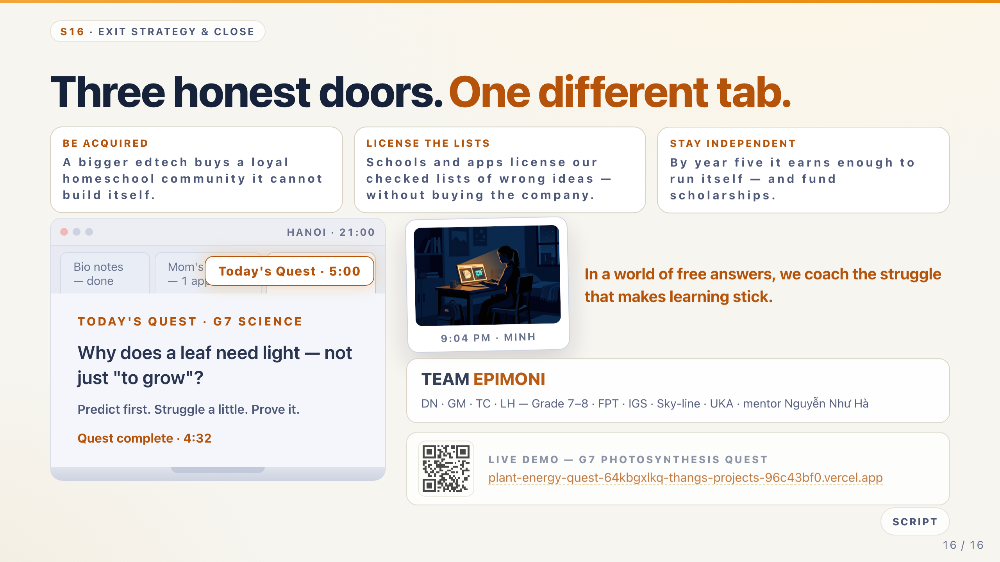 S16 · EXIT STRATEGY & CLOSE
Three honest doors. One different tab.
BE ACQUIRED
A bigger edtech buys a loyal
homeschool community it cannot
build itself.
LICENSE THE LISTS
Schools and apps license our
checked lists of wrong ideas —
without buying the company.
STAY INDEPENDENT
By year five it earns enough to
run itself — and fund
scholarships.
HANOI · 21:00
Bio notes
— done
Mom's
— 1
Today's Quest · 5:00
TODAY'S QUEST · G7 SCIENCE
Why does a leaf need light — not
just "to grow"?
Predict first. Struggle a little. Prove it.
Quest complete · 4:32
AI
9:04 PM · MINH
In a world of free answers, we coach the struggle
that makes learning stick.
TEAM EPIMONI
DN · GM · TC · LH — Grade 7–8 · FPT · IGS · Sky-line · UKA · mentor Nguyễn Như Hà
LIVE DEMO — G7 PHOTOSYNTHESIS QUEST
plant-energy-quest-64kbgxlkq-thangs-projects-96c43bf0.vercel.app
SCRIPT
16 / 16